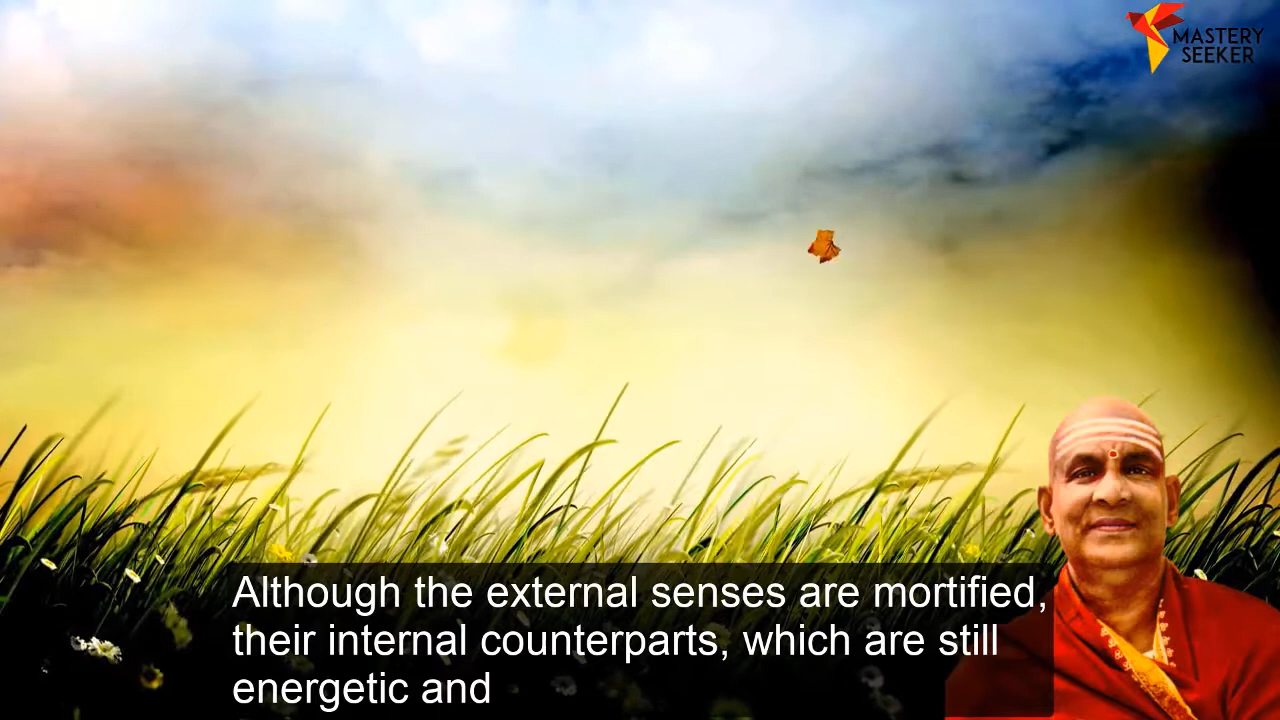 MASTERY
SEEKER
Although the external senses are mortified,
their internal counterparts, which are still
energetic and